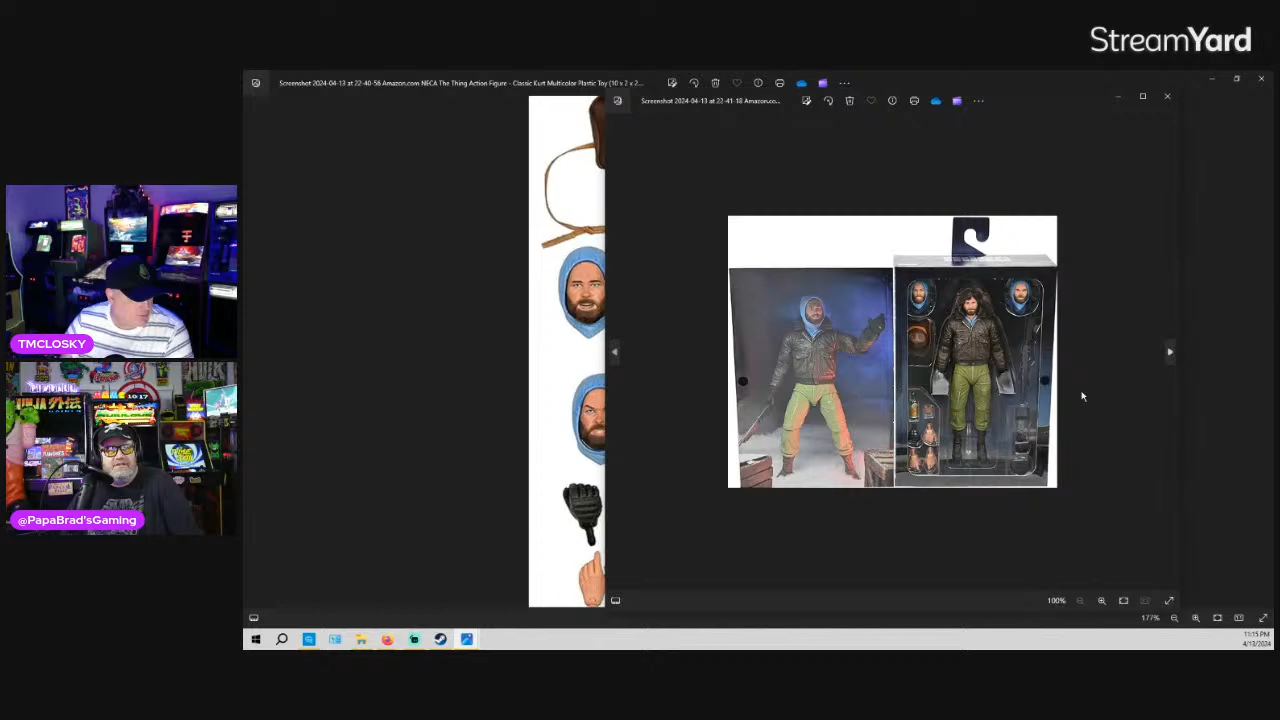 StreamYard
Screenshot 2024-04-13 at 22-40-56 Amazon.com NECA The Thing Action Figure - Classic Kurt Multicolor Plastic Toy (10 x 2 x 2...
Screenshot 2024-04-13 at 22-41-18 Amazon.co...
TMCLOSKY
10:17
@PapaBrad'sGaming
100%
177%
11:15 PM
4/13/2024